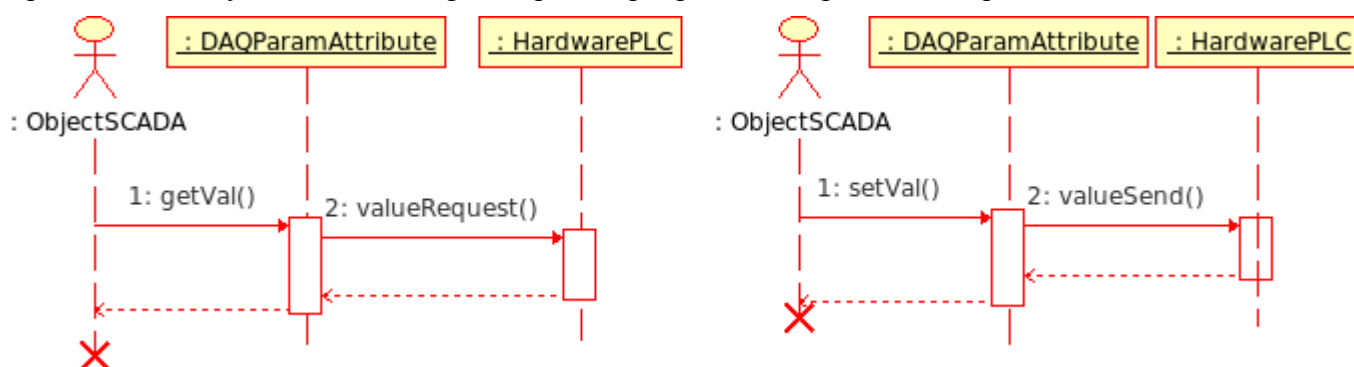 : DAQParamAttribute
: HardwarePLC
: ObjectSCADA
1: getVal()
2: valueRequest()
: DAQParamAttribute
: HardwarePLC
: ObjectSCADA
1: setVal()
2: valueSend()